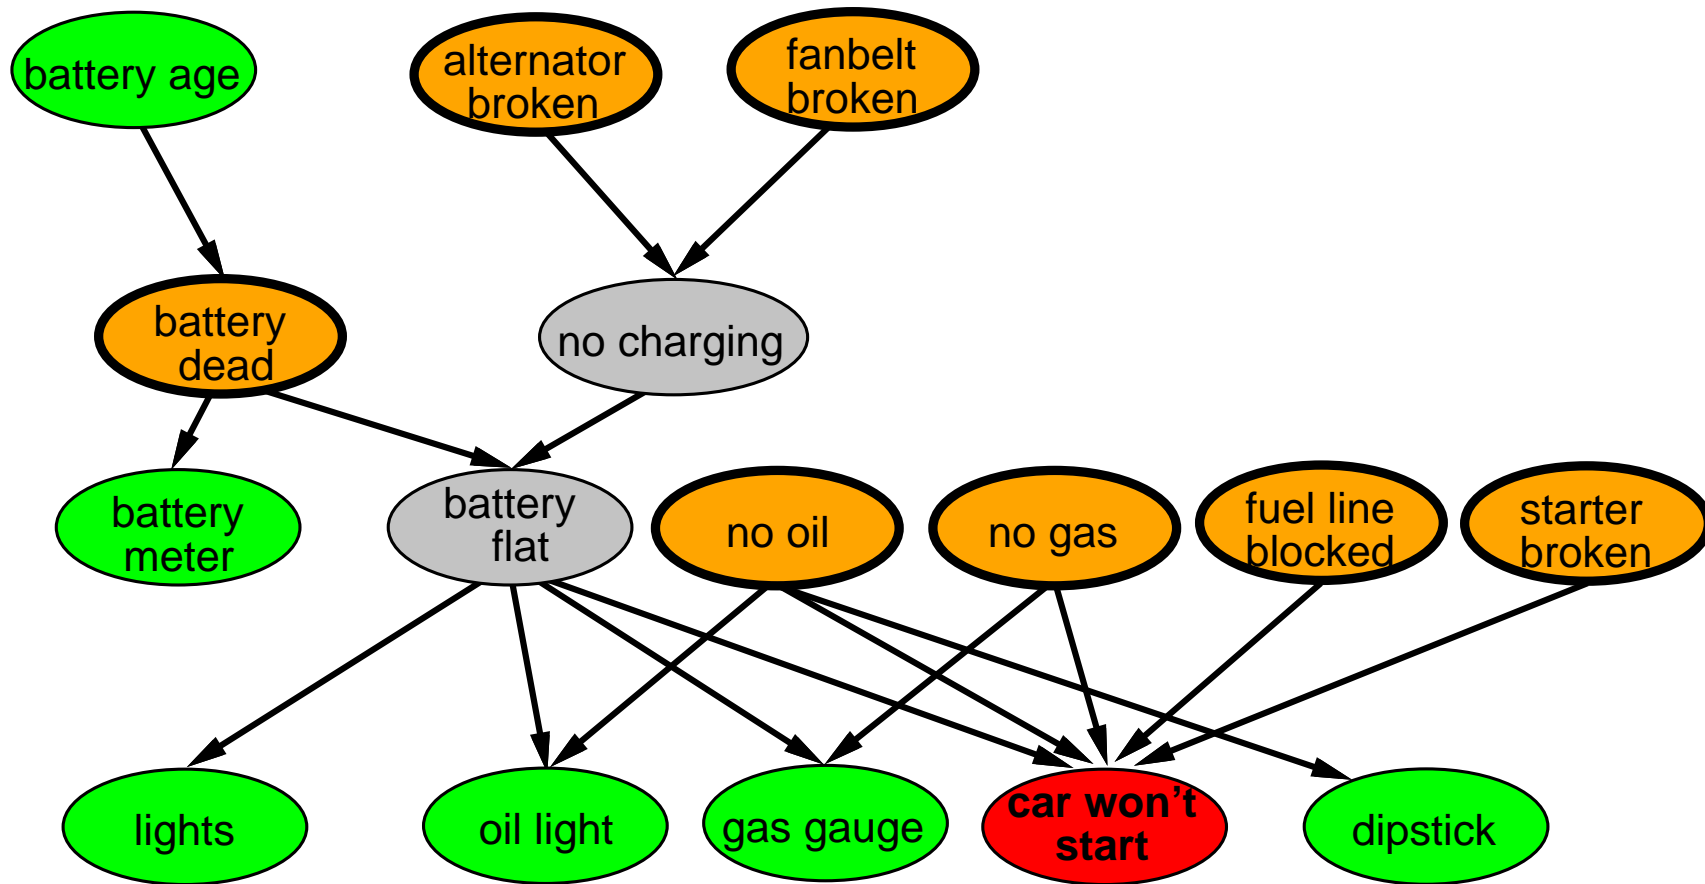 battery age
alternator
broken
fanbelt
broken
battery
dead
no charging
battery
meter
battery
flat
no oil
no gas
fuel line
blocked
starter
broken
lights
oil light
gas gauge
car won't
start
dipstick